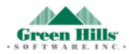 Green Hills®
SOFTWARE, INC.